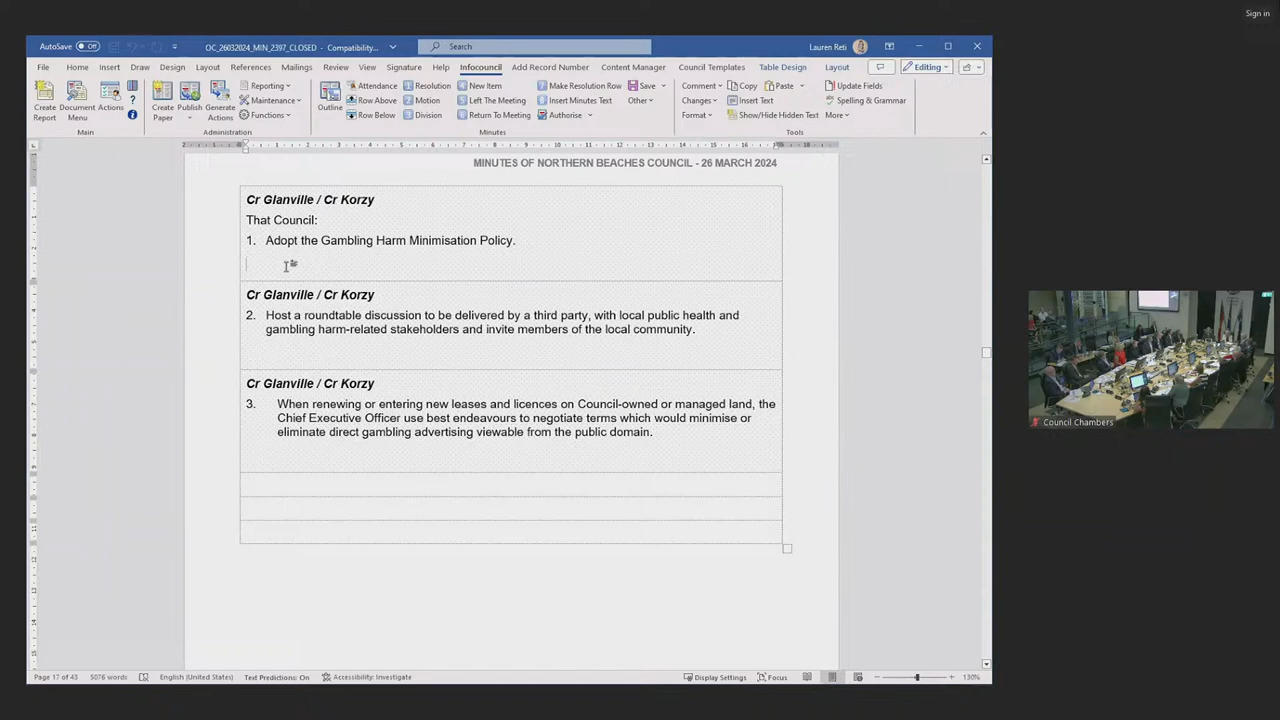 Sign in
AutoSave Off OC_26032024_MIN_2397_CLOSED - Compatibility... Search Lauren Reti
File Home Insert Draw Design Layout References Mailings Review View Signature Help Infocouncil Add Record Number Content Manager Council Templates Table Design Layout Editing
Reporting Attendance Resolution New Item Make Resolution Row Save Comment Copy Paste Update Fields
Create Document Actions Create Publish Generate Maintenance Outline Row Above Motion Left The Meeting Insert Minutes Text Other Changes Insert Text Spelling & Grammar
Report Menu Paper Actions Functions Row Below Division Return To Meeting Authorise Format Show/Hide Hidden Text More
Main Administration Minutes Tools
MINUTES OF NORTHERN BEACHES COUNCIL - 26 MARCH 2024
Cr Glanville / Cr Korzy
That Council:
1. Adopt the Gambling Harm Minimisation Policy.
Cr Glanville / Cr Korzy
2. Host a roundtable discussion to be delivered by a third party, with local public health and
gambling harm-related stakeholders and invite members of the local community.
Cr Glanville / Cr Korzy
3. When renewing or entering new leases and licences on Council-owned or managed land, the
Chief Executive Officer use best endeavours to negotiate terms which would minimise or
eliminate direct gambling advertising viewable from the public domain.
Council Chambers
Page 17 of 43 5076 words English (United States) Text Predictions: On Accessibility: Investigate Display Settings Focus 130%